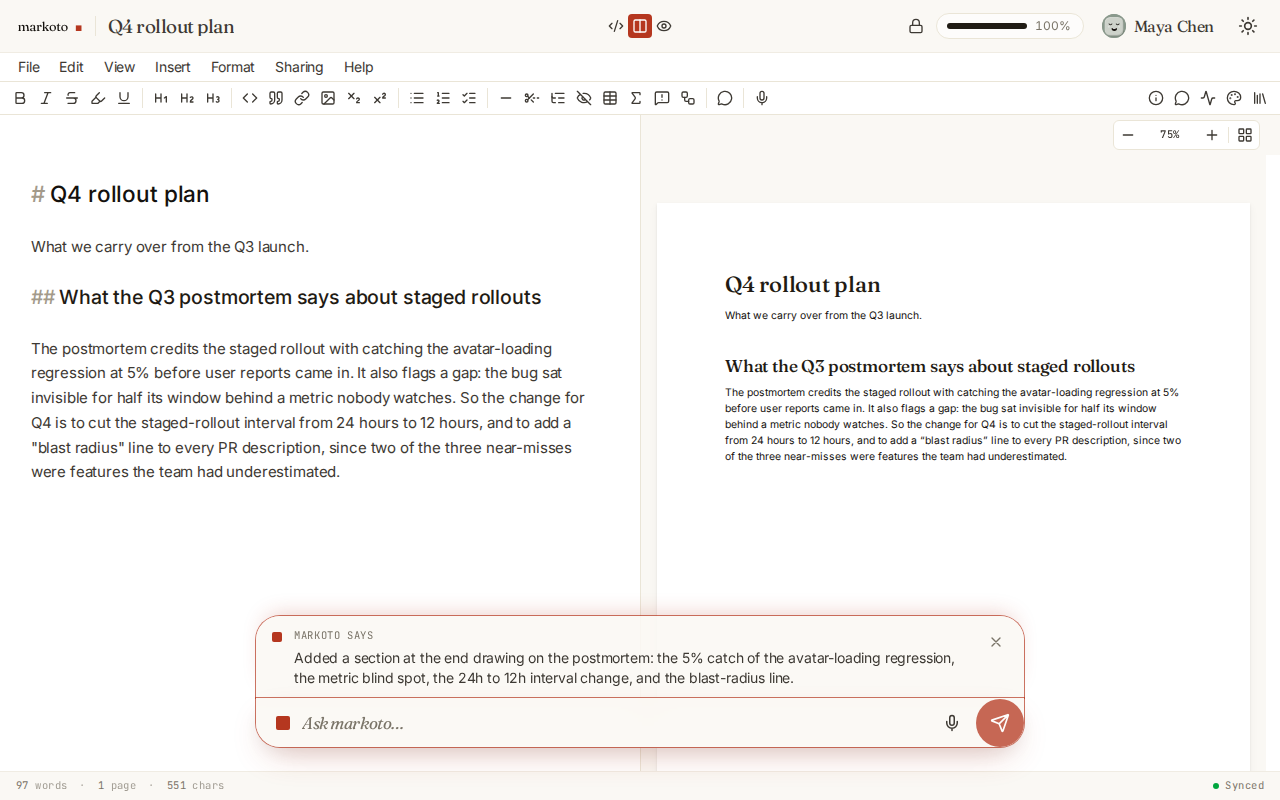 markoto
Q4 rollout plan
100%
Maya Chen
File Edit View Insert Format Sharing Help
H1 H2 H3
75%
# Q4 rollout plan
What we carry over from the Q3 launch.
## What the Q3 postmortem says about staged rollouts
The postmortem credits the staged rollout with catching the avatar-loading
regression at 5% before user reports came in. It also flags a gap: the bug sat
invisible for half its window behind a metric nobody watches. So the change for
Q4 is to cut the staged-rollout interval from 24 hours to 12 hours, and to add a
"blast radius" line to every PR description, since two of the three near-misses
were features the team had underestimated.
Q4 rollout plan
What we carry over from the Q3 launch.
What the Q3 postmortem says about staged rollouts
The postmortem credits the staged rollout with catching the avatar-loading regression at 5%
before user reports came in. It also flags a gap: the bug sat invisible for half its window
behind a metric nobody watches. So the change for Q4 is to cut the staged-rollout interval
from 24 hours to 12 hours, and to add a “blast radius” line to every PR description, since two
of the three near-misses were features the team had underestimated.
MARKOTO SAYS
Added a section at the end drawing on the postmortem: the 5% catch of the avatar-loading regression,
the metric blind spot, the 24h to 12h interval change, and the blast-radius line.
Ask markoto...
97 words · 1 page · 551 chars
Synced